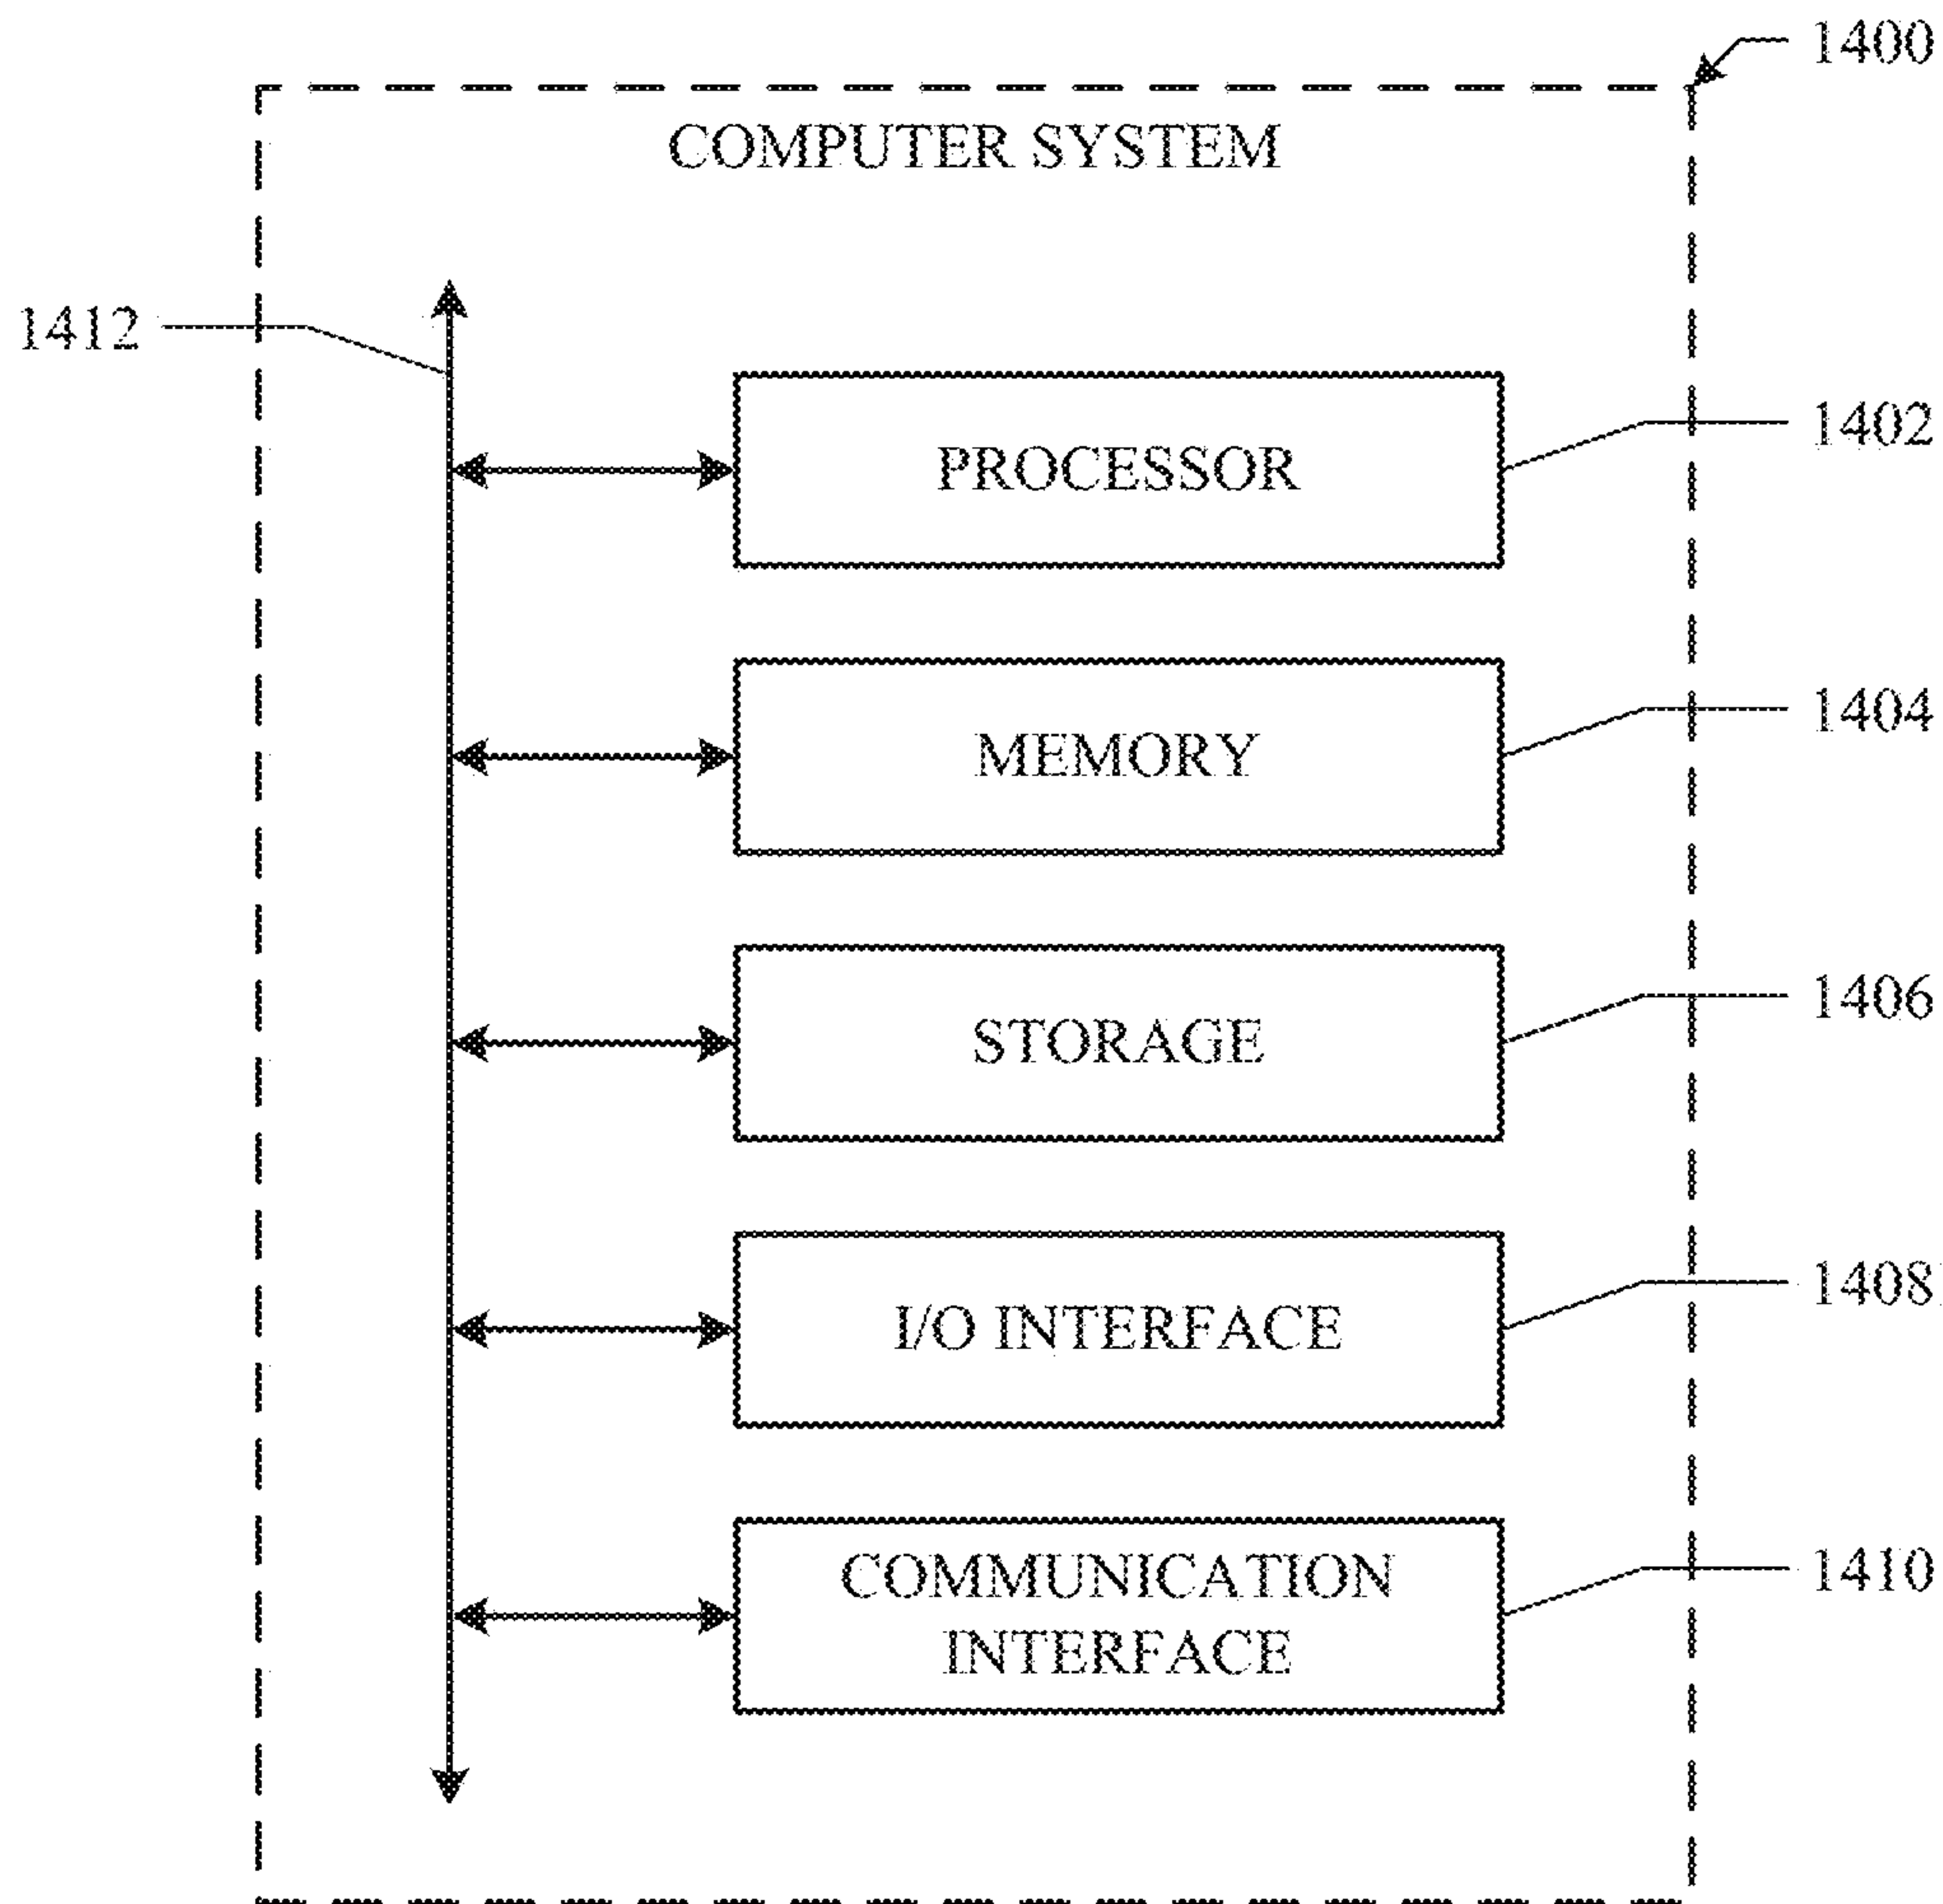 1400
COMPUTER SYSTEM
1412
PROCESSOR
1402
MEMORY
1404
STORAGE
1406
I/O INTERFACE
1408
COMMUNICATION
INTERFACE
1410